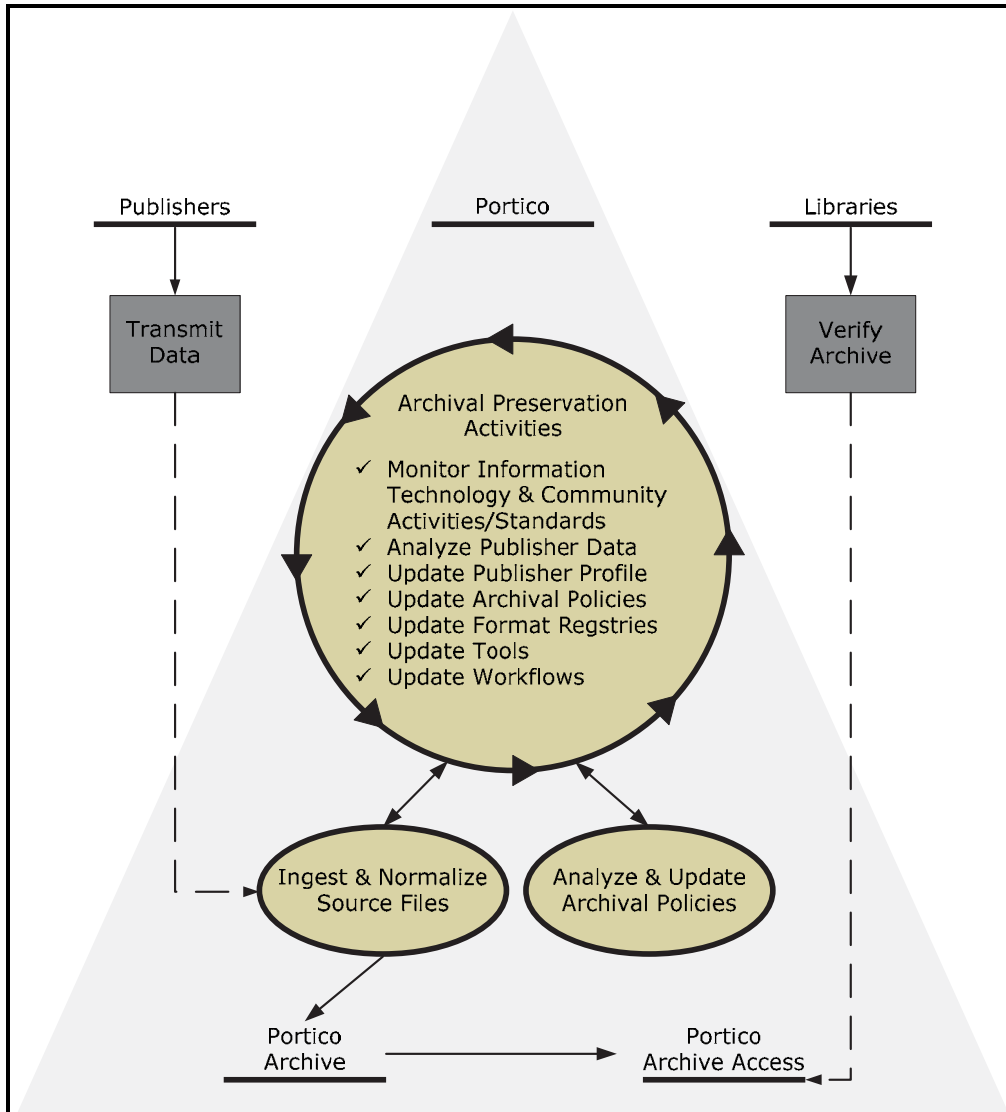 Publishers
Portico
Libraries
Transmit
Data
Verify
Archive
Archival Preservation
Activities
✓ Monitor Information
Technology & Community
Activities/Standards
✓ Analyze Publisher Data
✓ Update Publisher Profile
✓ Update Archival Policies
✓ Update Format Regstries
✓ Update Tools
✓ Update Workflows
Ingest & Normalize
Source Files
Analyze & Update
Archival Policies
Portico
Archive
Portico
Archive Access